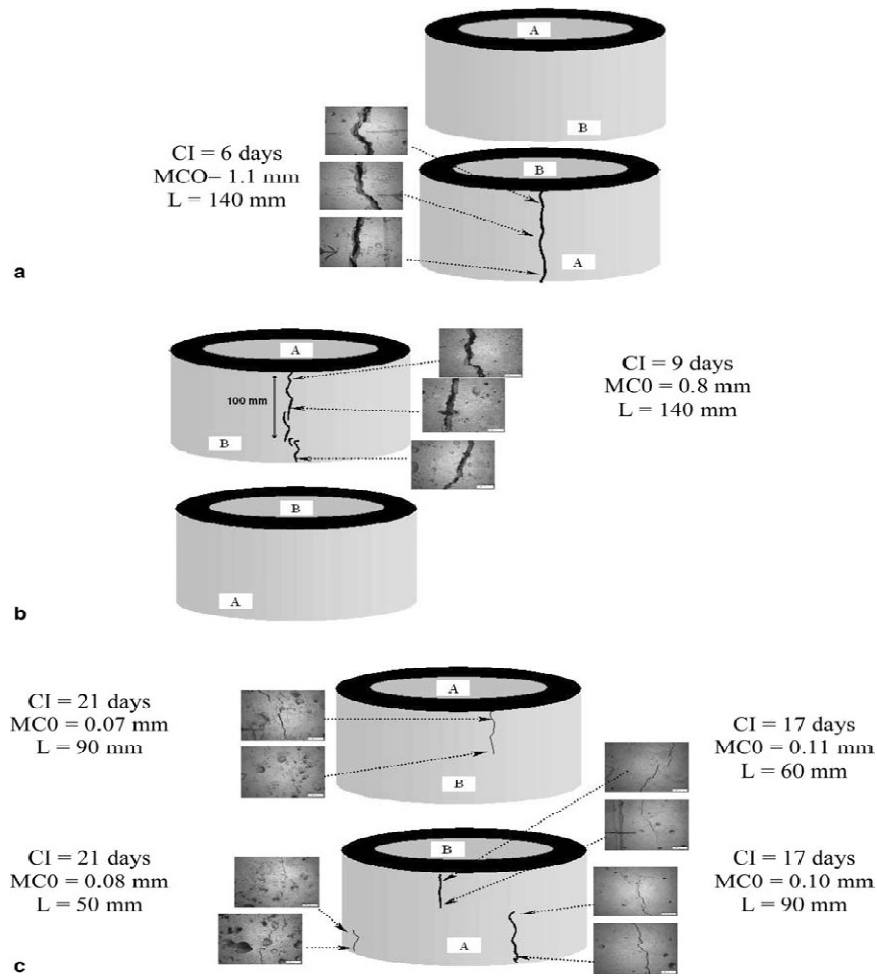 A
B
CI = 6 days
MCO– 1.1 mm
L = 140 mm
B
A
a
A
100 mm
B
CI = 9 days
MC0 = 0.8 mm
L = 140 mm
B
A
b
CI = 21 days
MC0 = 0.07 mm
L = 90 mm
A
B
CI = 17 days
MC0 = 0.11 mm
L = 60 mm
CI = 21 days
MC0 = 0.08 mm
L = 50 mm
B
A
CI = 17 days
MC0 = 0.10 mm
L = 90 mm
c